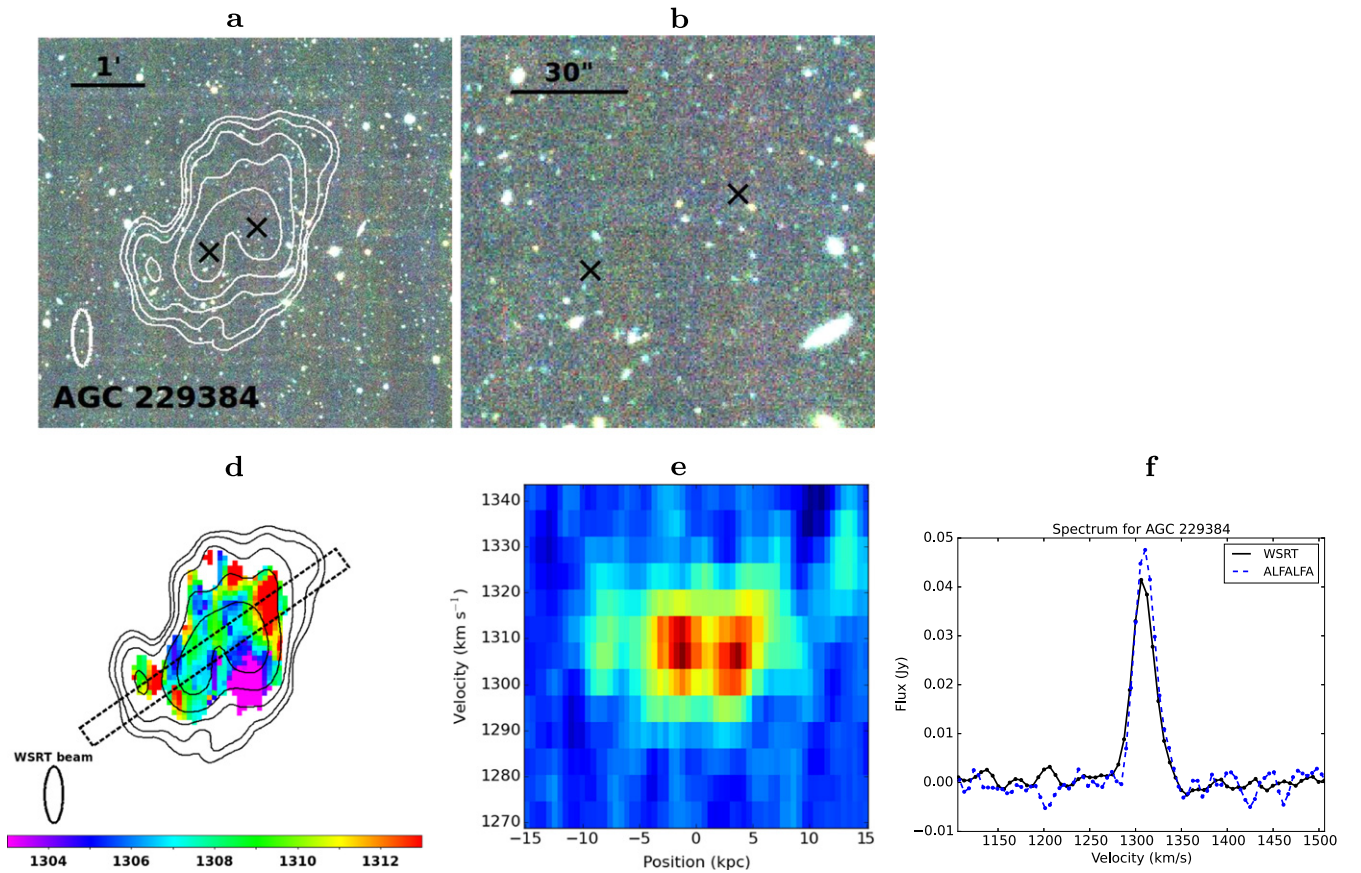 a
b
1'
30"
AGC 229384
d
e
f
WSRT beam
1304 1306 1308 1310 1312
1340
1330
1320
1310
1300
1290
1280
1270
Velocity (km s⁻¹)
−15 −10 −5 0 5 10 15
Position (kpc)
Spectrum for AGC 229384
WSRT
ALFALFA
0.05
0.04
0.03
0.02
0.01
0.00
−0.01
Flux (Jy)
1150 1200 1250 1300 1350 1400 1450 1500
Velocity (km/s)